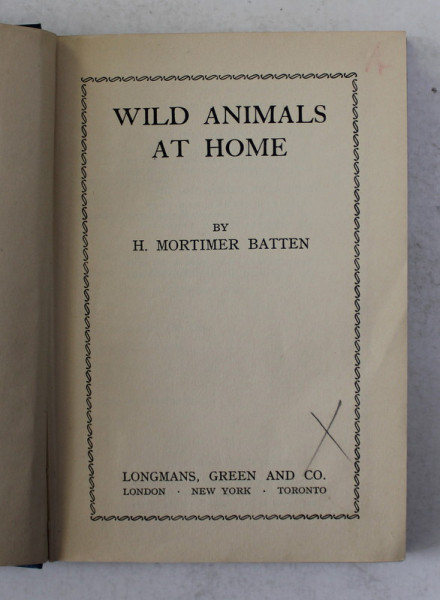 WILD ANIMALS
AT HOME
BY
H. MORTIMER BATTEN
LONGMANS, GREEN AND CO.
LONDON · NEW YORK · TORONTO